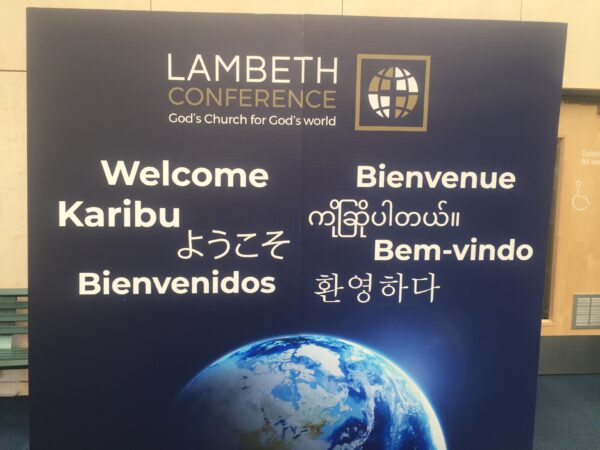 LAMBETH
CONFERENCE
God's Church for God's world
Welcome
Karibu
ようこそ
Bienvenidos
Bienvenue
ကိုဆြိုပါတယ်။
Bem-vindo
환영하다
All